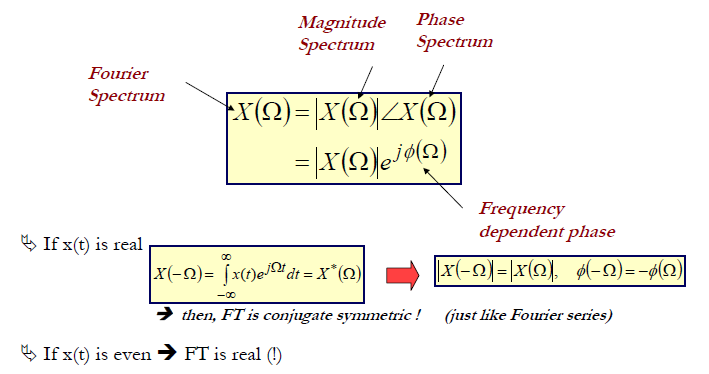 Magnitude Spectrum
Phase Spectrum
Fourier Spectrum
X(Ω) = |X(Ω)|∠X(Ω)
= |X(Ω)|e^{jφ(Ω)}
Frequency dependent phase
If x(t) is real
X(−Ω) = ∫_{−∞}^{∞} x(t)e^{jΩt} dt = X*(Ω)
|X(−Ω)| = |X(Ω)|, φ(−Ω) = −φ(Ω)
➔ then, FT is conjugate symmetric ! (just like Fourier series)
If x(t) is even ➔ FT is real (!)